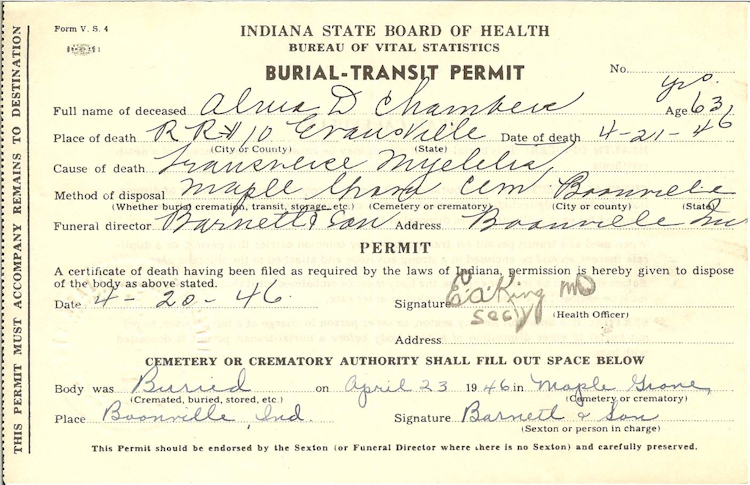 Form V. S. 4
INDIANA STATE BOARD OF HEALTH
BUREAU OF VITAL STATISTICS
BURIAL-TRANSIT PERMIT
No.
Full name of deceased D Chambers Age 63 yrs.
Place of death R R #10 Evansville Date of death 4-21-46
(City or County) (State)
Cause of death Transverse Myelitis
Method of disposal Maple Grove Cem Boonville
(Whether burial cremation, transit, storage, etc.) (Cemetery or crematory) (City or county) (State)
Funeral director Barnett & Son Address Boonville Ind
PERMIT
A certificate of death having been filed as required by the laws of Indiana, permission is hereby given to dispose
of the body as above stated.
Date 4-20-46 Signature King MD
secy (Health Officer)
Address
CEMETERY OR CREMATORY AUTHORITY SHALL FILL OUT SPACE BELOW
Body was Buried on April 23 1946 in Maple Grove,
(Cremated, buried, stored, etc.) (Cemetery or crematory)
Place Boonville, Ind. Signature Barnett & Son
(Sexton or person in charge)
This Permit should be endorsed by the Sexton (or Funeral Director where there is no Sexton) and carefully preserved.
THIS PERMIT MUST ACCOMPANY REMAINS TO DESTINATION